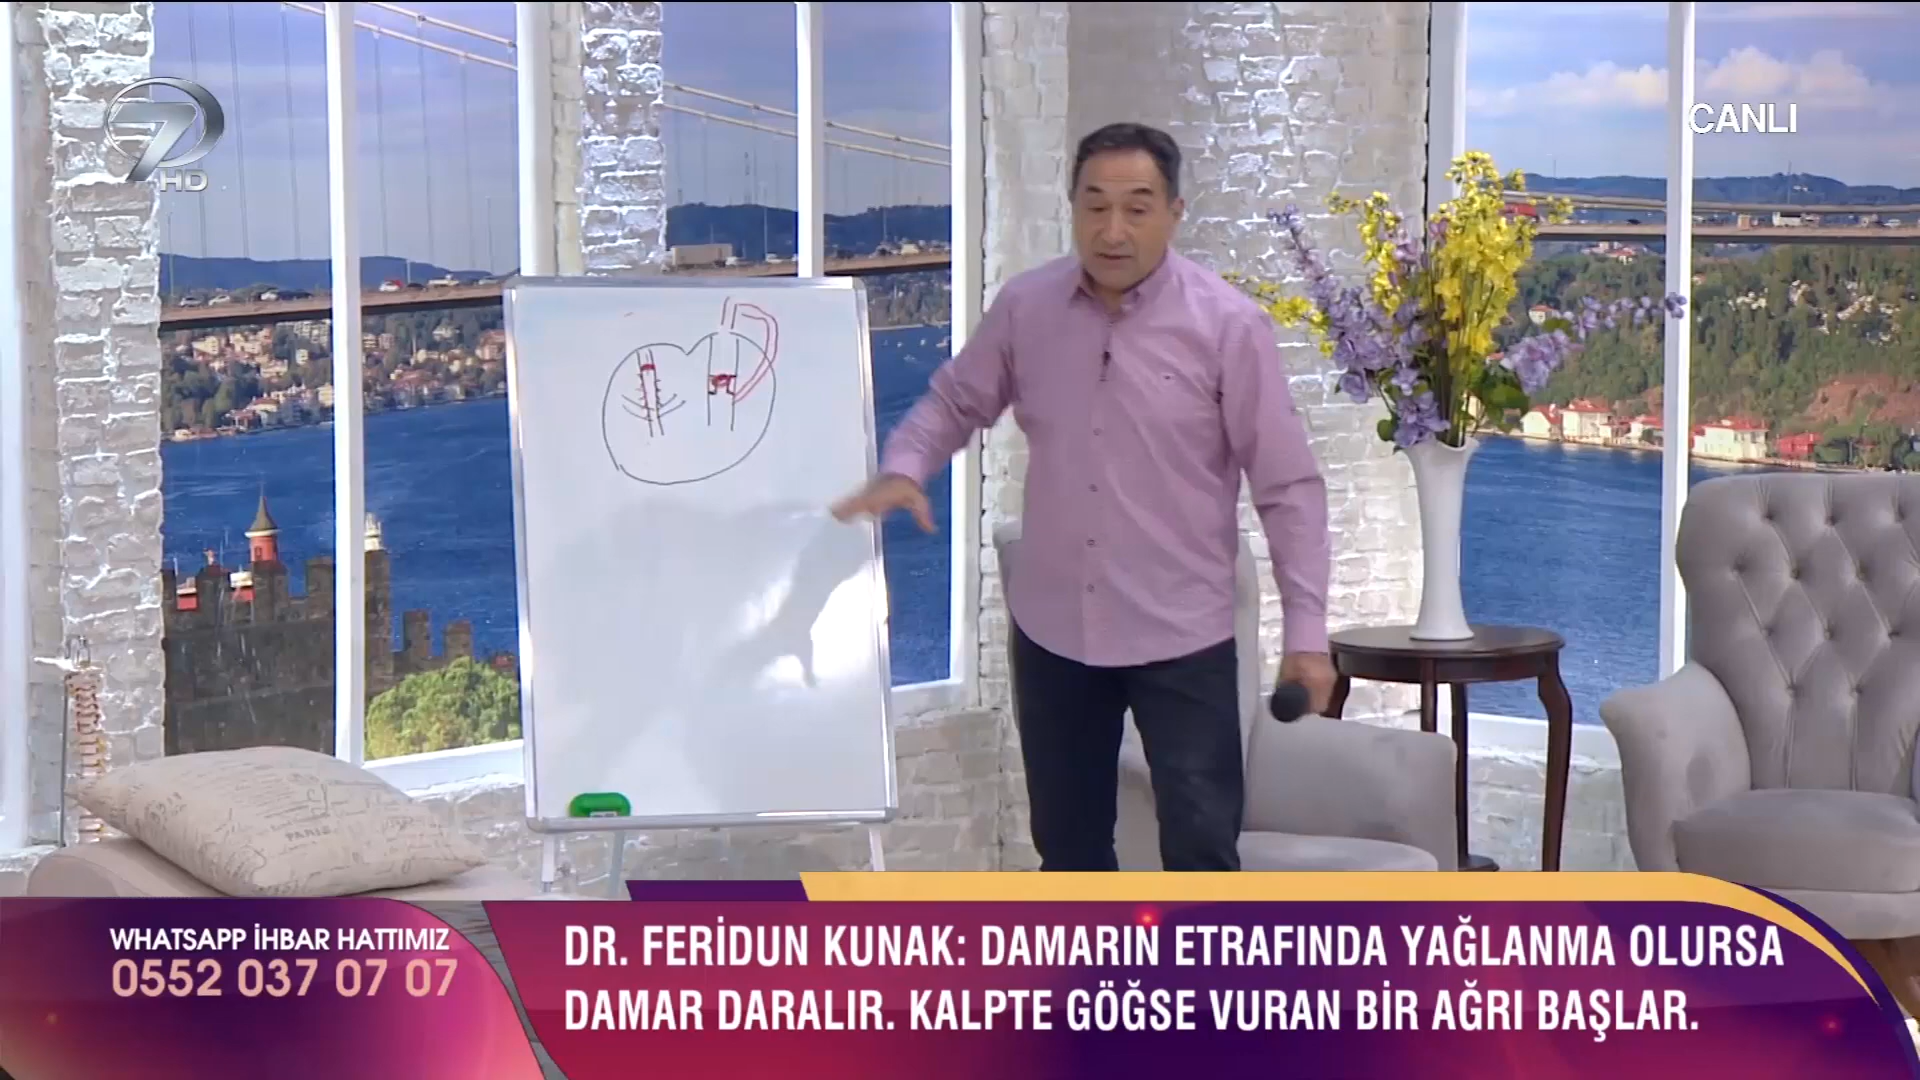 7
HD
CANLI
PARIS
WHATSAPP İHBAR HATTIMIZ
0552 037 07 07
DR. FERİDUN KUNAK: DAMARIN ETRAFINDA YAĞLANMA OLURSA
DAMAR DARALIR. KALPTE GÖĞSE VURAN BİR AĞRI BAŞLAR.